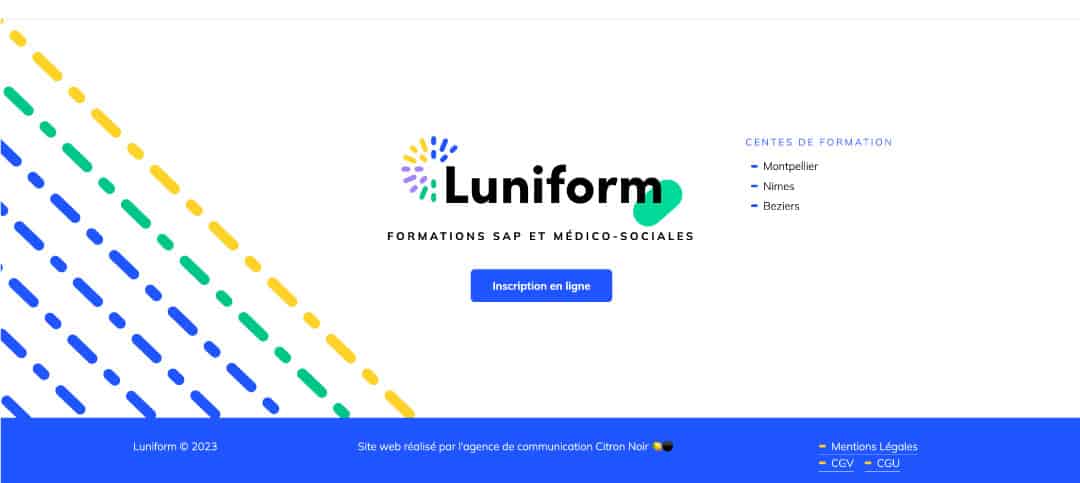 Luniform
FORMATIONS SAP ET MÉDICO-SOCIALES
Inscription en ligne
CENTES DE FORMATION
Montpellier
Nimes
Beziers
Luniform © 2023
Site web réalisé par l'agence de communication Citron Noir 🍋⚫
Mentions Légales
CGV CGU